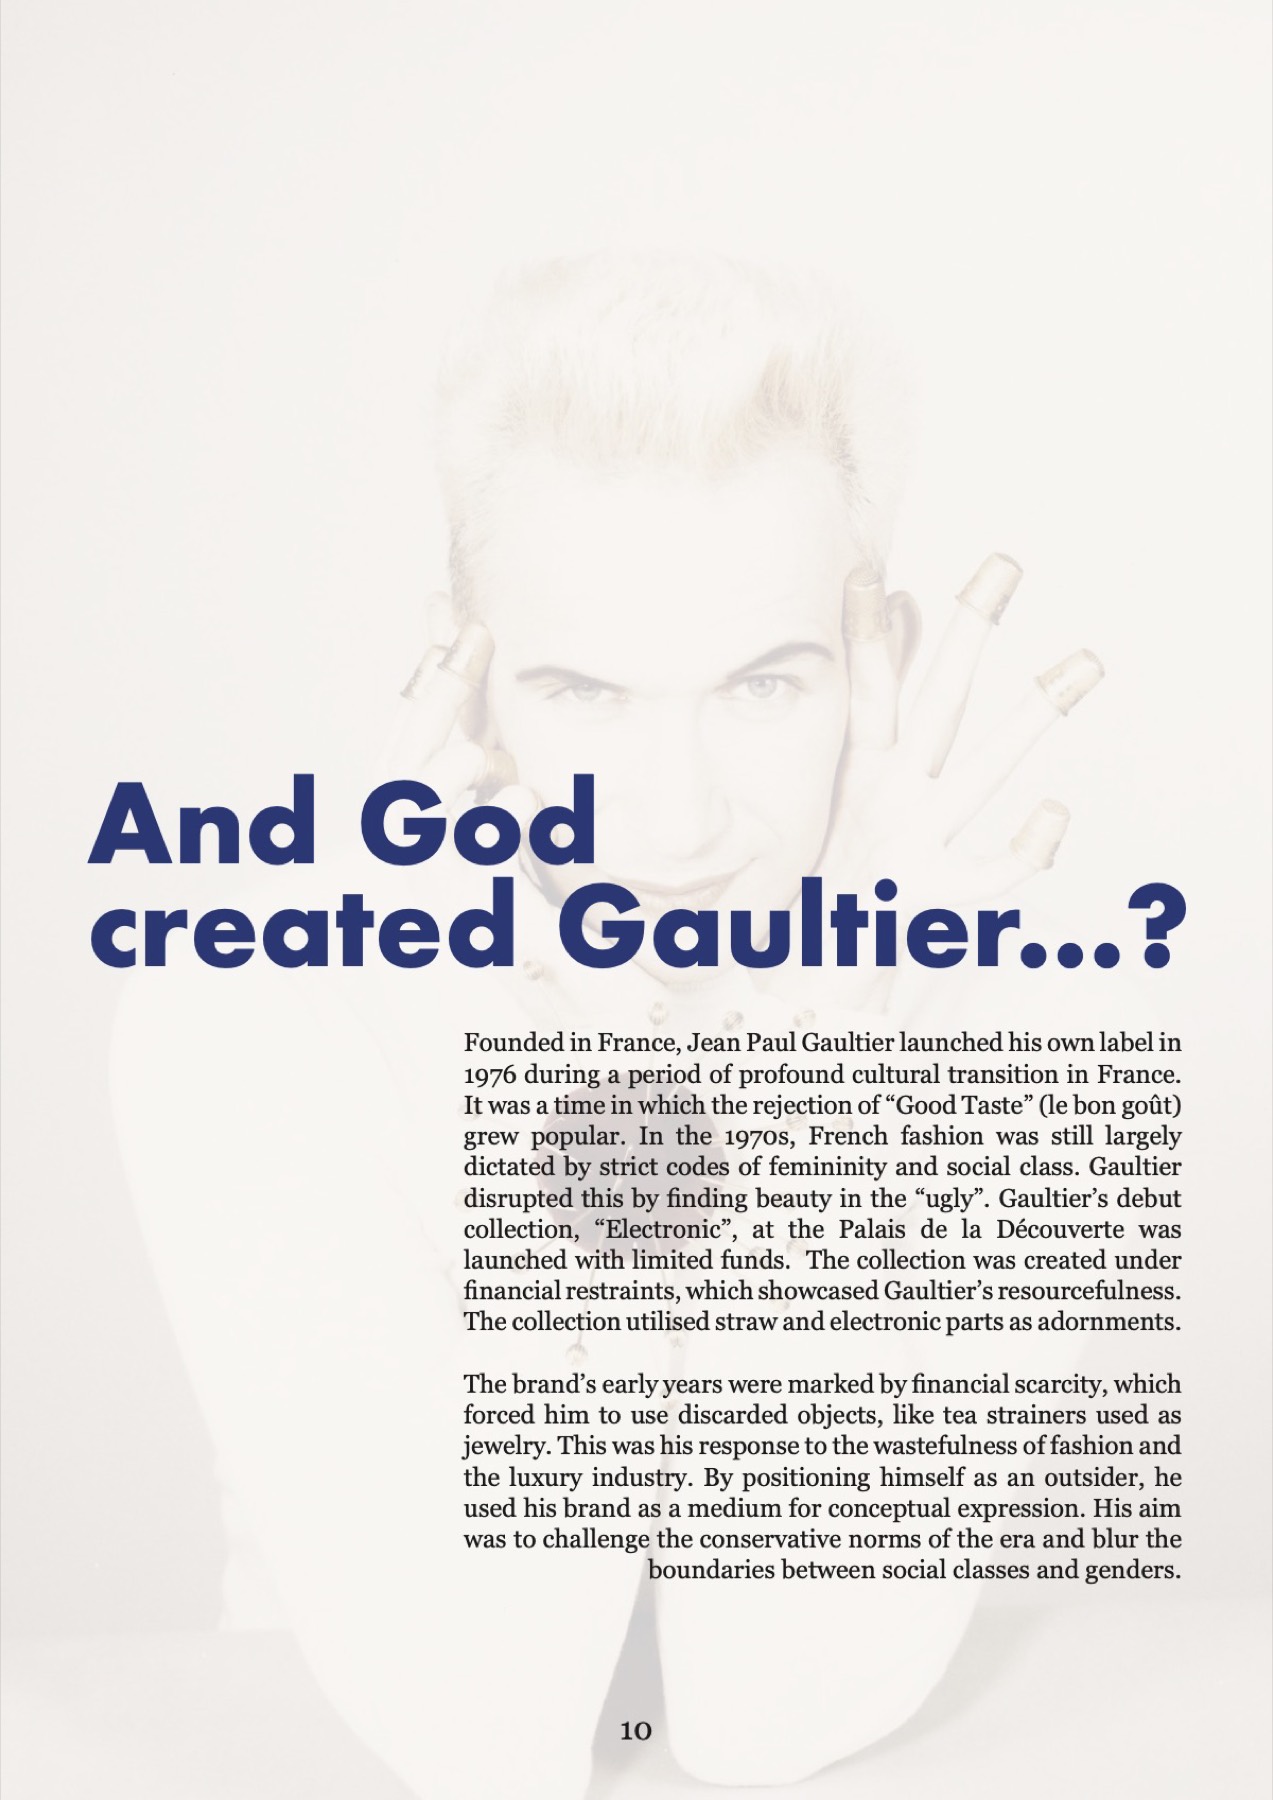 And God
created Gaultier...?
Founded in France, Jean Paul Gaultier launched his own label in
1976 during a period of profound cultural transition in France.
It was a time in which the rejection of “Good Taste” (le bon goût)
grew popular. In the 1970s, French fashion was still largely
dictated by strict codes of femininity and social class. Gaultier
disrupted this by finding beauty in the “ugly”. Gaultier’s debut
collection, “Electronic”, at the Palais de la Découverte was
launched with limited funds.  The collection was created under
financial restraints, which showcased Gaultier’s resourcefulness.
The collection utilised straw and electronic parts as adornments.
The brand’s early years were marked by financial scarcity, which
forced him to use discarded objects, like tea strainers used as
jewelry. This was his response to the wastefulness of fashion and
the luxury industry. By positioning himself as an outsider, he
used his brand as a medium for conceptual expression. His aim
was to challenge the conservative norms of the era and blur the
boundaries between social classes and genders.
10